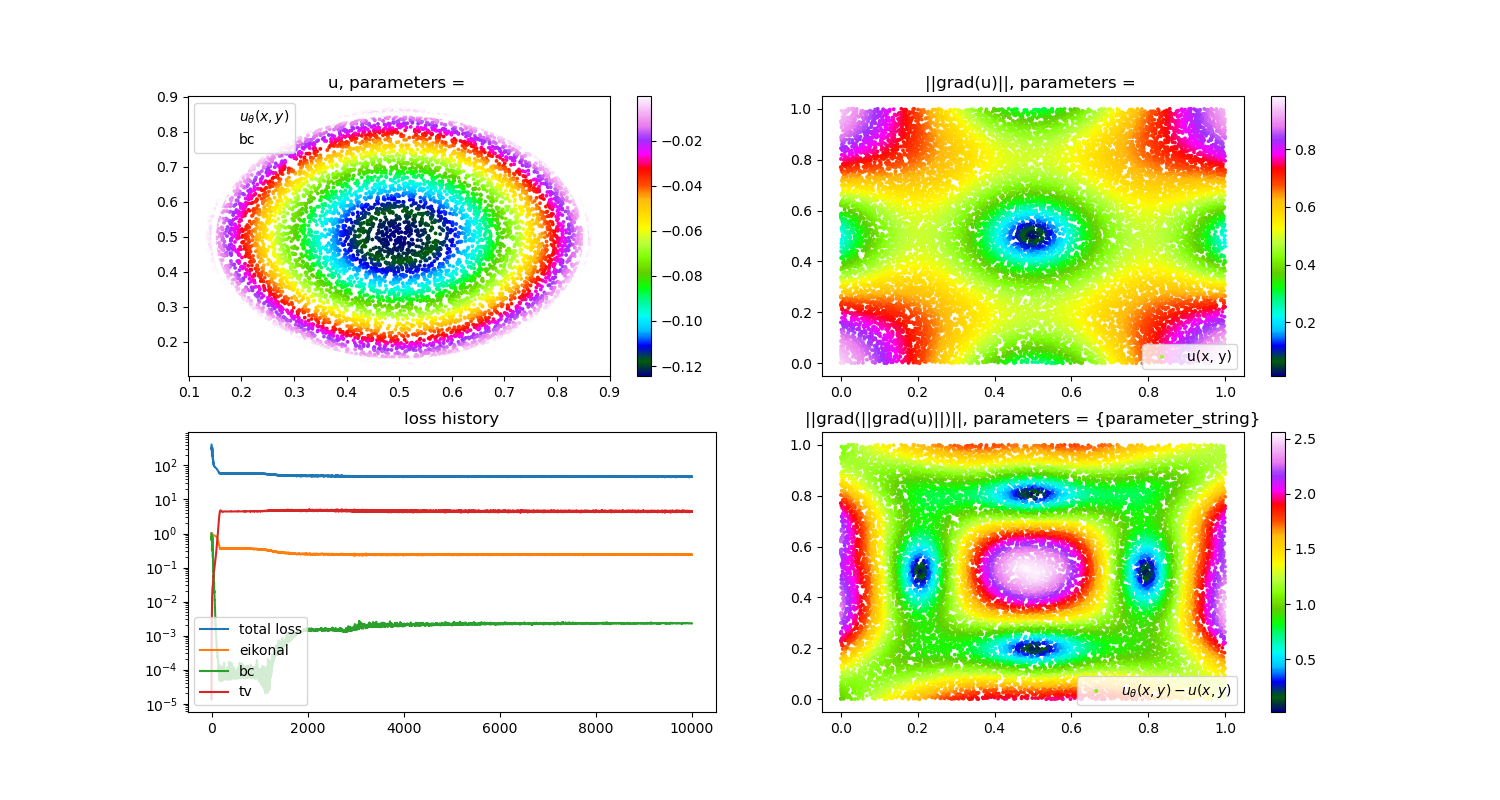 u, parameters =
0.9
0.8
0.7
0.6
0.5
0.4
0.3
0.2
0.1 0.2 0.3 0.4 0.5 0.6 0.7 0.8 0.9
u_θ(x, y)
bc
−0.02
−0.04
−0.06
−0.08
−0.10
−0.12
||grad(u)||, parameters =
1.0
0.8
0.6
0.4
0.2
0.0
0.0 0.2 0.4 0.6 0.8 1.0
u(x, y)
0.8
0.6
0.4
0.2
loss history
10²
10¹
10⁰
10⁻¹
10⁻²
10⁻³
10⁻⁴
10⁻⁵
0 2000 4000 6000 8000 10000
total loss
eikonal
bc
tv
||grad(||grad(u)||)||, parameters = {parameter_string}
1.0
0.8
0.6
0.4
0.2
0.0
0.0 0.2 0.4 0.6 0.8 1.0
u_θ(x, y) − u(x, y)
2.5
2.0
1.5
1.0
0.5